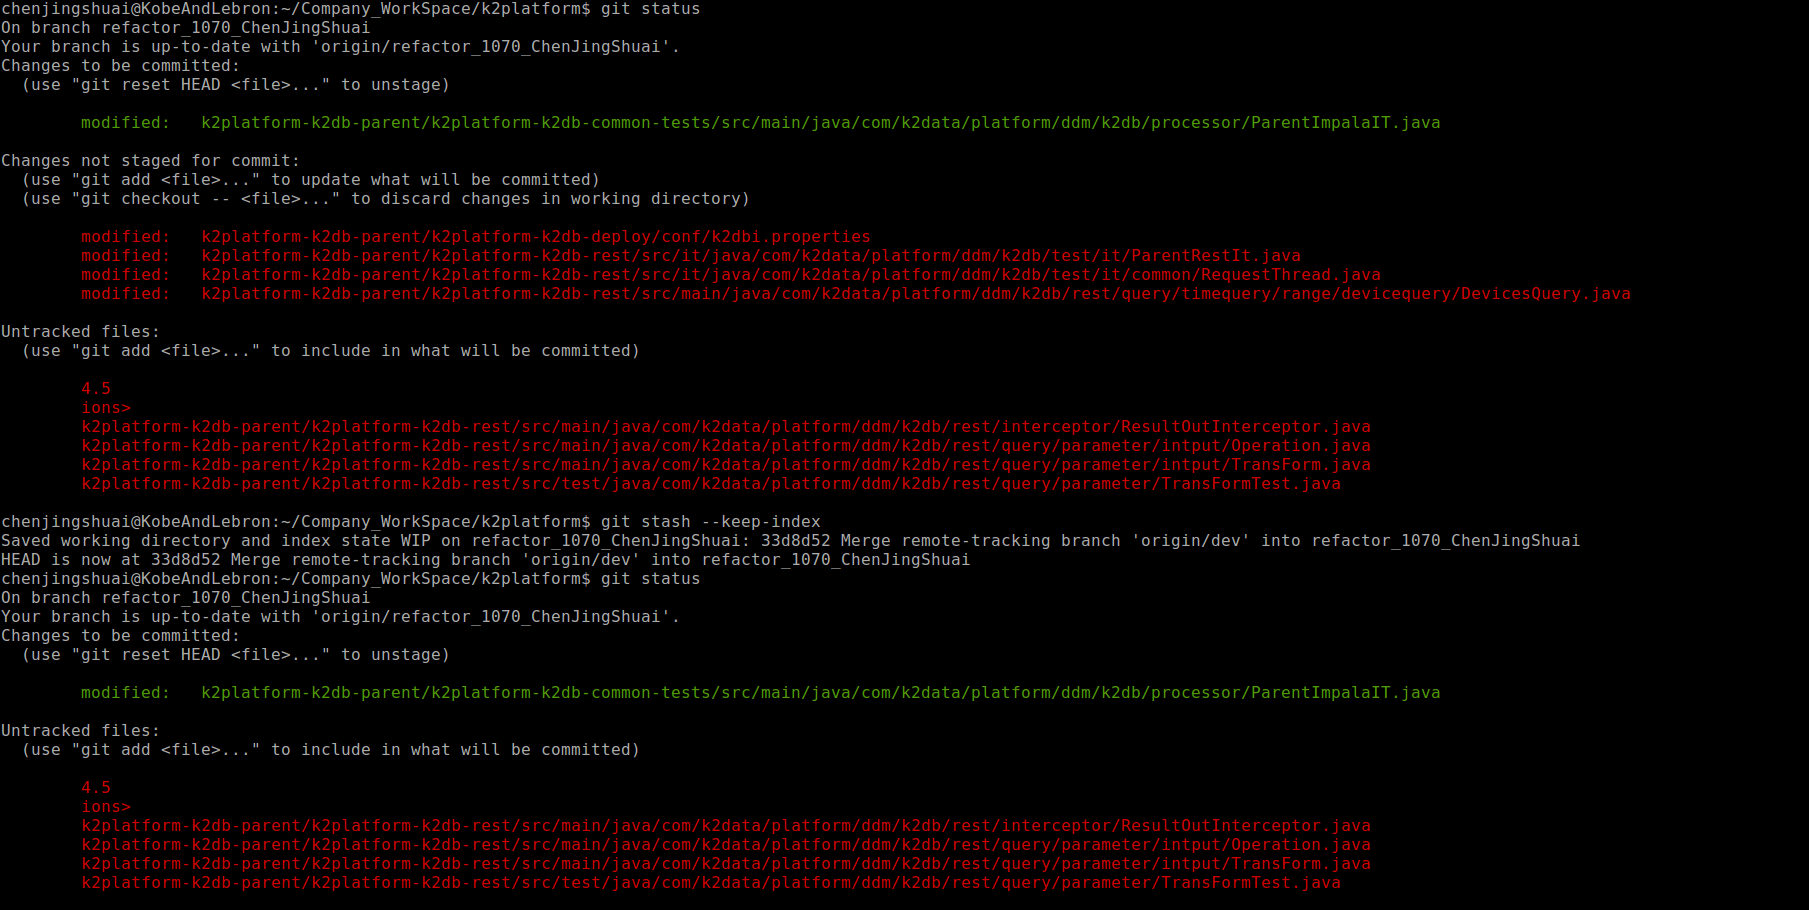 chenjingshuai@KobeAndLebron:~/Company_WorkSpace/k2platform$ git status
On branch refactor_1070_ChenJingShuai
Your branch is up-to-date with 'origin/refactor_1070_ChenJingShuai'.
Changes to be committed:
  (use "git reset HEAD <file>..." to unstage)

        modified:   k2platform-k2db-parent/k2platform-k2db-common-tests/src/main/java/com/k2data/platform/ddm/k2db/processor/ParentImpalaIT.java

Changes not staged for commit:
  (use "git add <file>..." to update what will be committed)
  (use "git checkout -- <file>..." to discard changes in working directory)

        modified:   k2platform-k2db-parent/k2platform-k2db-deploy/conf/k2dbi.properties
        modified:   k2platform-k2db-parent/k2platform-k2db-rest/src/it/java/com/k2data/platform/ddm/k2db/test/it/ParentRestIt.java
        modified:   k2platform-k2db-parent/k2platform-k2db-rest/src/it/java/com/k2data/platform/ddm/k2db/test/it/common/RequestThread.java
        modified:   k2platform-k2db-parent/k2platform-k2db-rest/src/main/java/com/k2data/platform/ddm/k2db/rest/query/timequery/range/devicequery/DevicesQuery.java

Untracked files:
  (use "git add <file>..." to include in what will be committed)

        4.5
        ions>
        k2platform-k2db-parent/k2platform-k2db-rest/src/main/java/com/k2data/platform/ddm/k2db/rest/interceptor/ResultOutInterceptor.java
        k2platform-k2db-parent/k2platform-k2db-rest/src/main/java/com/k2data/platform/ddm/k2db/rest/query/parameter/intput/Operation.java
        k2platform-k2db-parent/k2platform-k2db-rest/src/main/java/com/k2data/platform/ddm/k2db/rest/query/parameter/intput/TransForm.java
        k2platform-k2db-parent/k2platform-k2db-rest/src/test/java/com/k2data/platform/ddm/k2db/rest/query/parameter/TransFormTest.java

chenjingshuai@KobeAndLebron:~/Company_WorkSpace/k2platform$ git stash --keep-index
Saved working directory and index state WIP on refactor_1070_ChenJingShuai: 33d8d52 Merge remote-tracking branch 'origin/dev' into refactor_1070_ChenJingShuai
HEAD is now at 33d8d52 Merge remote-tracking branch 'origin/dev' into refactor_1070_ChenJingShuai
chenjingshuai@KobeAndLebron:~/Company_WorkSpace/k2platform$ git status
On branch refactor_1070_ChenJingShuai
Your branch is up-to-date with 'origin/refactor_1070_ChenJingShuai'.
Changes to be committed:
  (use "git reset HEAD <file>..." to unstage)

        modified:   k2platform-k2db-parent/k2platform-k2db-common-tests/src/main/java/com/k2data/platform/ddm/k2db/processor/ParentImpalaIT.java

Untracked files:
  (use "git add <file>..." to include in what will be committed)

        4.5
        ions>
        k2platform-k2db-parent/k2platform-k2db-rest/src/main/java/com/k2data/platform/ddm/k2db/rest/interceptor/ResultOutInterceptor.java
        k2platform-k2db-parent/k2platform-k2db-rest/src/main/java/com/k2data/platform/ddm/k2db/rest/query/parameter/intput/Operation.java
        k2platform-k2db-parent/k2platform-k2db-rest/src/main/java/com/k2data/platform/ddm/k2db/rest/query/parameter/intput/TransForm.java
        k2platform-k2db-parent/k2platform-k2db-rest/src/test/java/com/k2data/platform/ddm/k2db/rest/query/parameter/TransFormTest.java